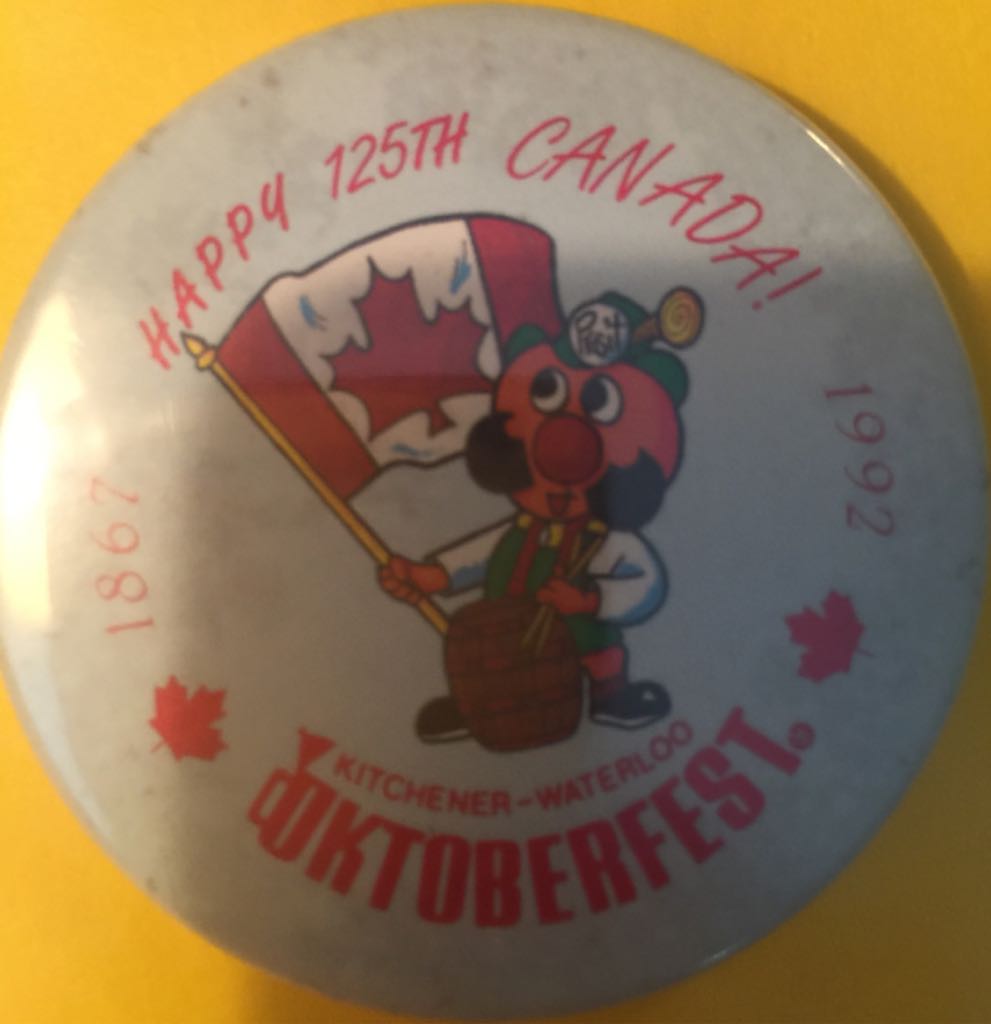 HAPPY 125TH CANADA!
1867
1992
KITCHENER-WATERLOO
OKTOBERFEST